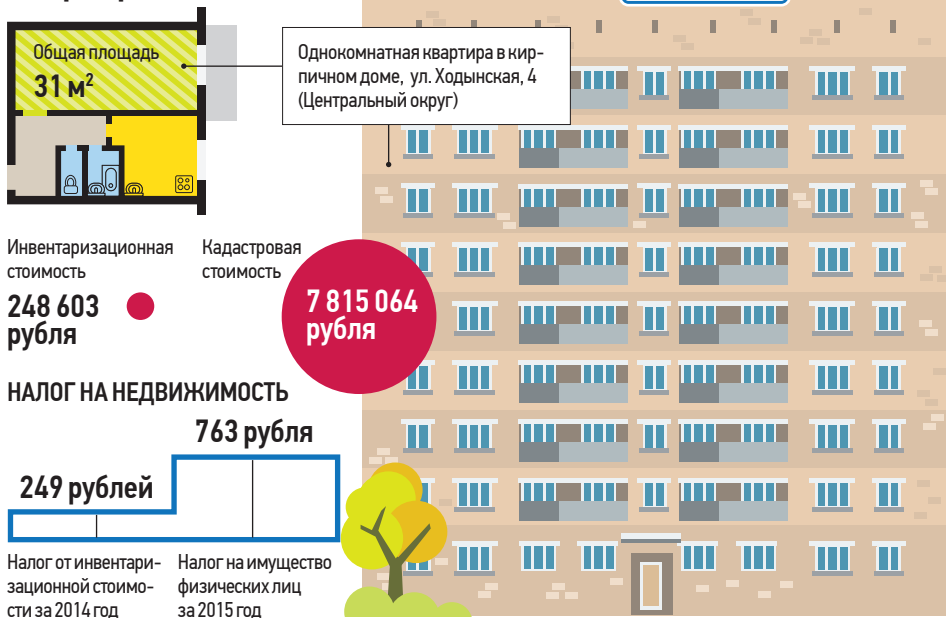 Общая площадь
31 м²
Однокомнатная квартира в кир-
пичном доме, ул. Ходынская, 4
(Центральный округ)
Инвентаризационная
стоимость
248 603
рубля
Кадастровая
стоимость
7 815 064
рубля
НАЛОГ НА НЕДВИЖИМОСТЬ
249 рублей
763 рубля
Налог от инвентари-
зационной стоимо-
сти за 2014 год
Налог на имущество
физических лиц
за 2015 год